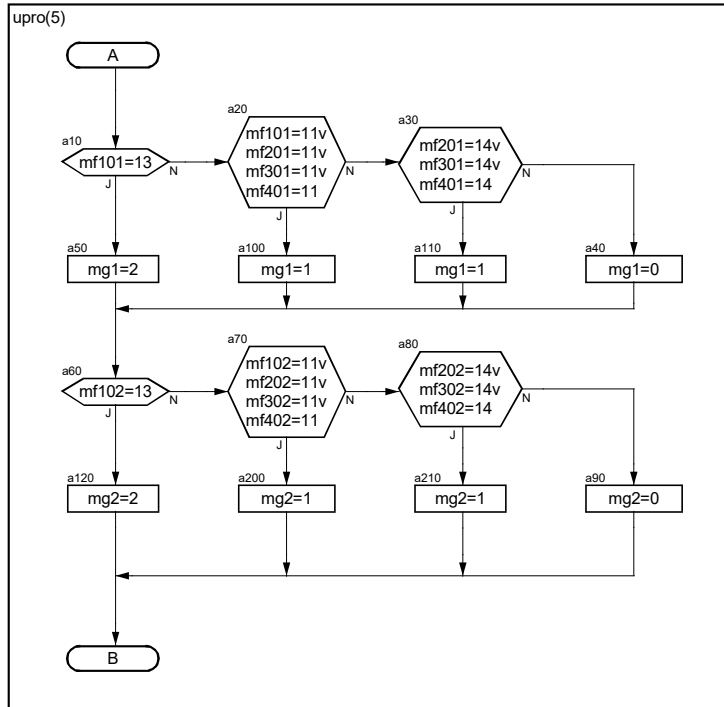 upro(5)
A
a10
mf101=13
N
J
a20
mf101=11v
mf201=11v
mf301=11v
mf401=11
N
J
a30
mf201=14v
mf301=14v
mf401=14
N
J
a50
mg1=2
a100
mg1=1
a110
mg1=1
a40
mg1=0
a60
mf102=13
N
J
a70
mf102=11v
mf202=11v
mf302=11v
mf402=11
N
J
a80
mf202=14v
mf302=14v
mf402=14
N
J
a120
mg2=2
a200
mg2=1
a210
mg2=1
a90
mg2=0
B